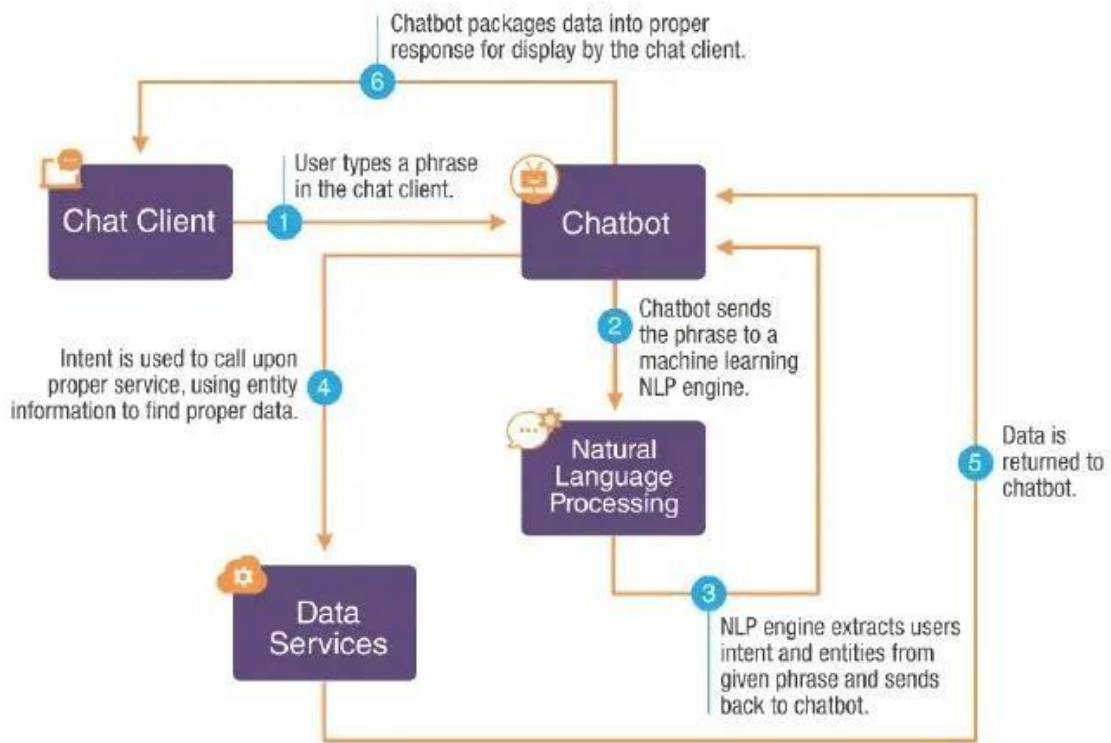 Chatbot packages data into proper
response for display by the chat client.
6
User types a phrase
in the chat client.
Chat Client
1
Chatbot
Chatbot sends
the phrase to a
machine learning
NLP engine.
2
Intent is used to call upon
proper service, using entity
information to find proper data.
4
Natural
Language
Processing
5
Data is
returned to
chatbot.
3
NLP engine extracts users
intent and entities from
given phrase and sends
back to chatbot.
Data
Services